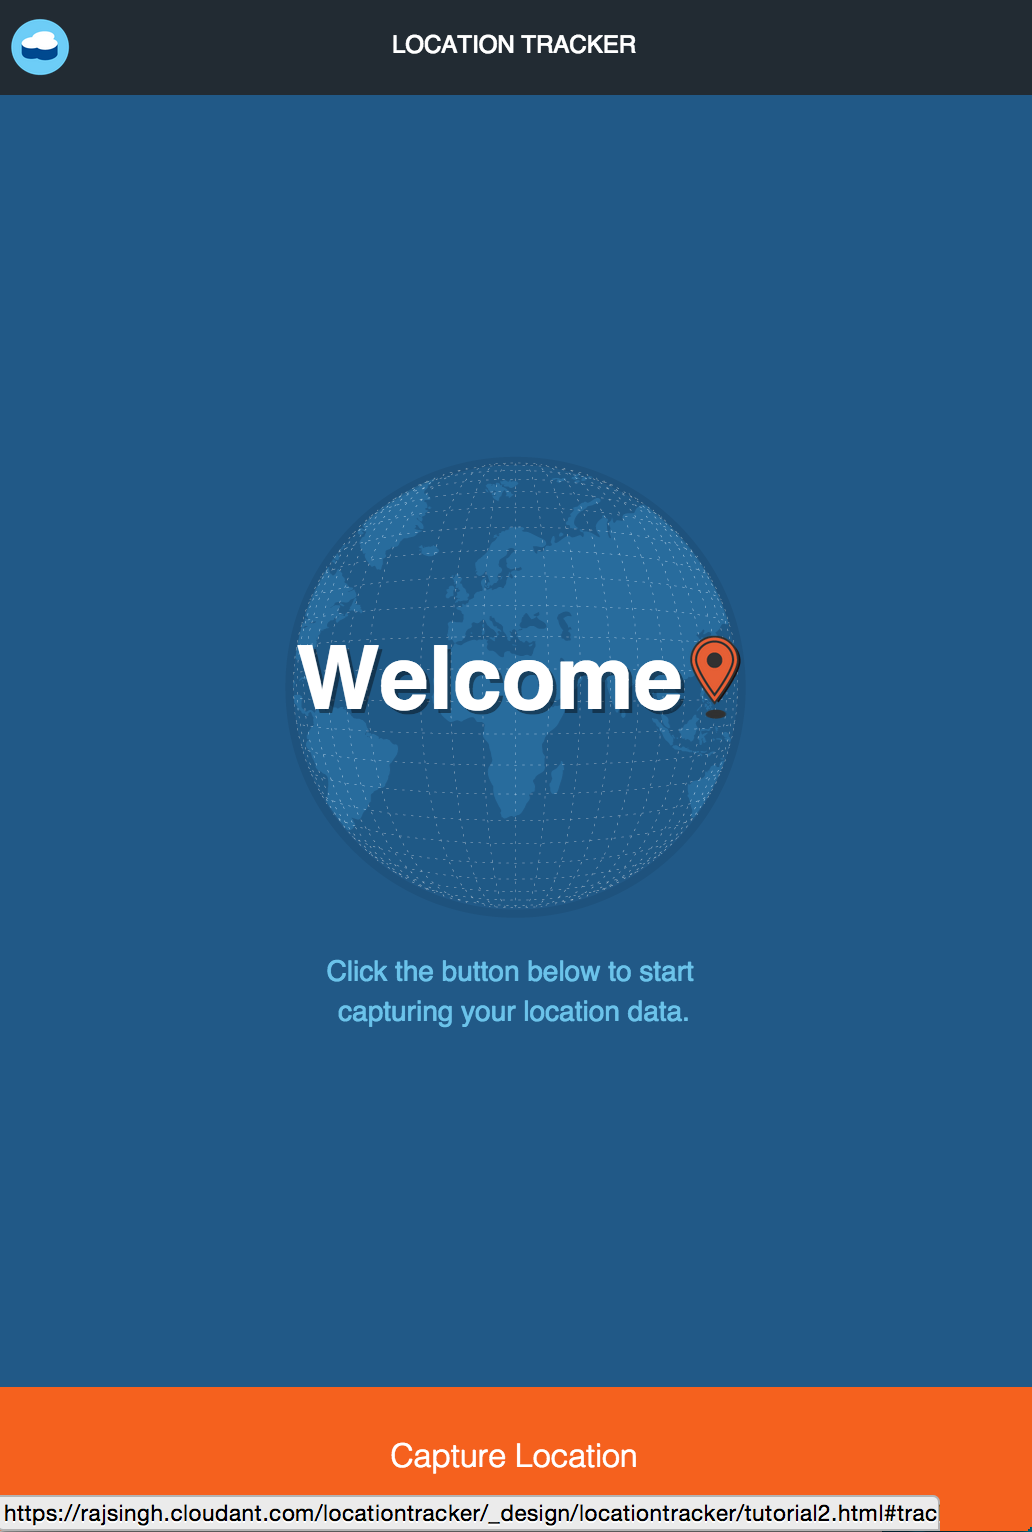 LOCATION TRACKER
Welcome
Click the button below to start
capturing your location data.
Capture Location
https://rajsingh.cloudant.com/locationtracker/_design/locationtracker/tutorial2.html#trac